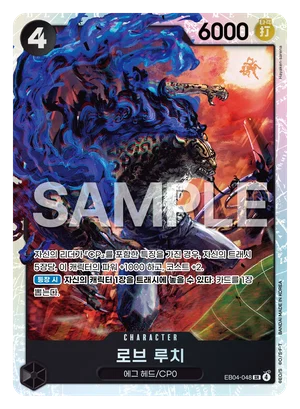 4
6000
打
SAMPLE
자신의 리더가 『CP』를 포함한 특징을 가진 경우, 자신의 트래시
5장당, 이 캐릭터의 파워 +1000 하고, 코스트 +2.
등장 시 자신의 캐릭터 1장을 트래시에 놓을 수 있다: 카드를 1장
뽑는다.
CHARACTER
로브 루치
에그 헤드/CP0
EB04-048